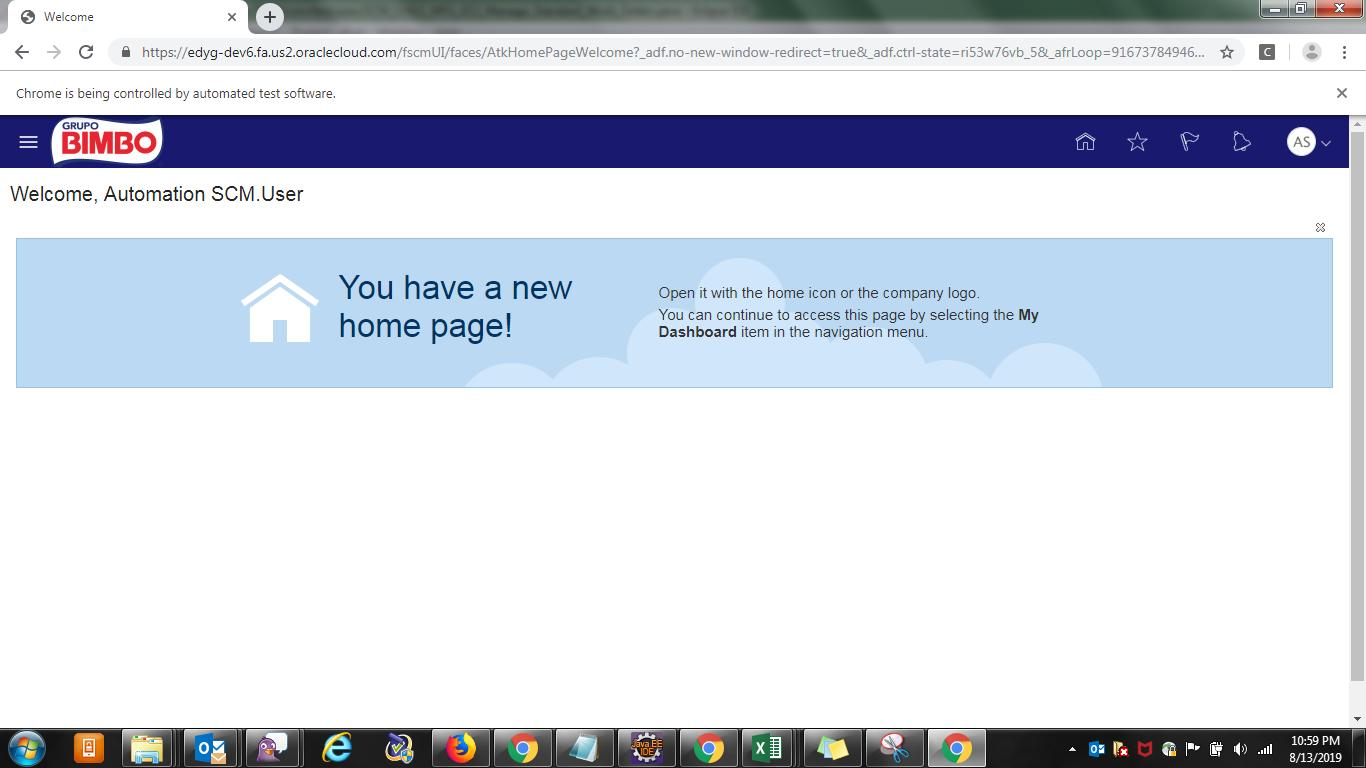 Welcome
https://edyg-dev6.fa.us2.oraclecloud.com/fscmUI/faces/AtkHomePageWelcome?_adf.no-new-window-redirect=true&_adf.ctrl-state=ri53w76vb_5&_afrLoop=91673784946...
C
Chrome is being controlled by automated test software.
GRUPO
BIMBO
AS
Welcome, Automation SCM.User
You have a new
home page!
Open it with the home icon or the company logo.
You can continue to access this page by selecting the My
Dashboard item in the navigation menu.
Java EE
IDE
10:59 PM
8/13/2019